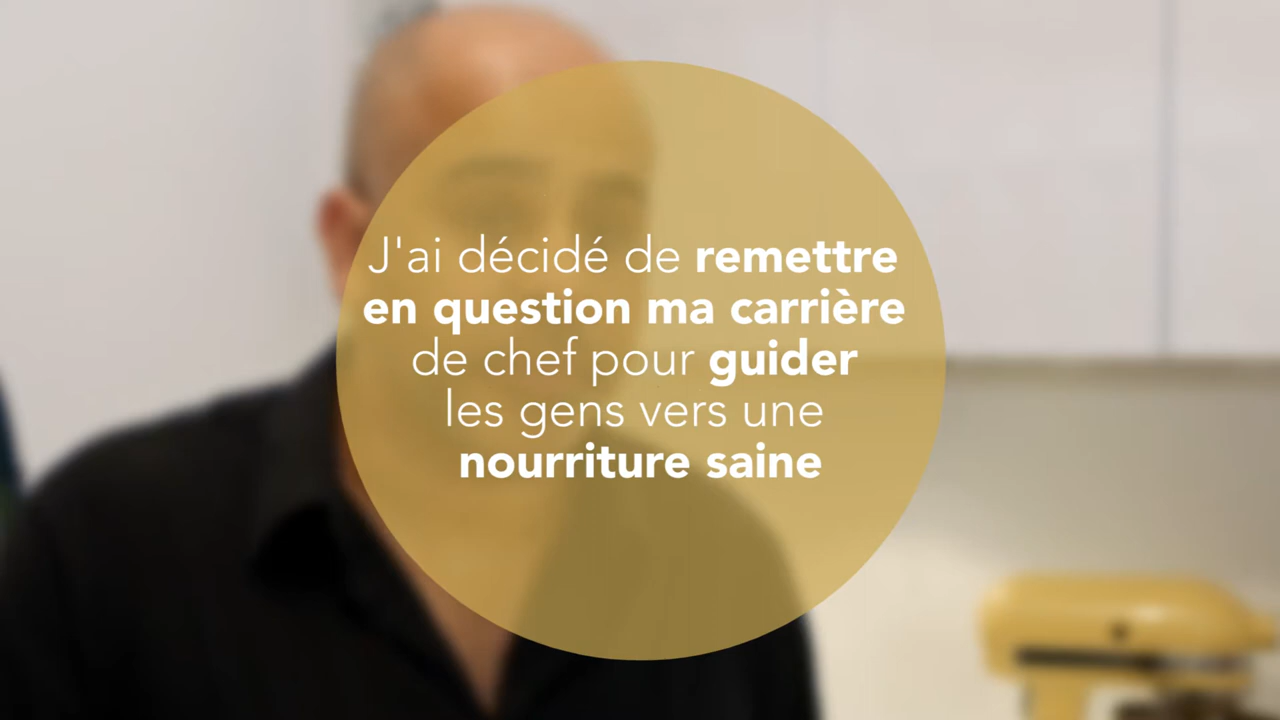 J'ai décidé de remettre
en question ma carrière
de chef pour guider
les gens vers une
nourriture saine